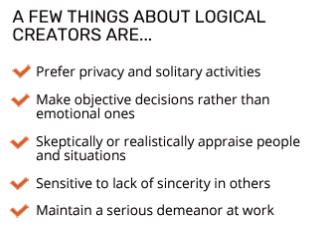 A FEW THINGS ABOUT LOGICAL
CREATORS ARE...
Prefer privacy and solitary activities
Make objective decisions rather than
emotional ones
Skeptically or realistically appraise people
and situations
Sensitive to lack of sincerity in others
Maintain a serious demeanor at work